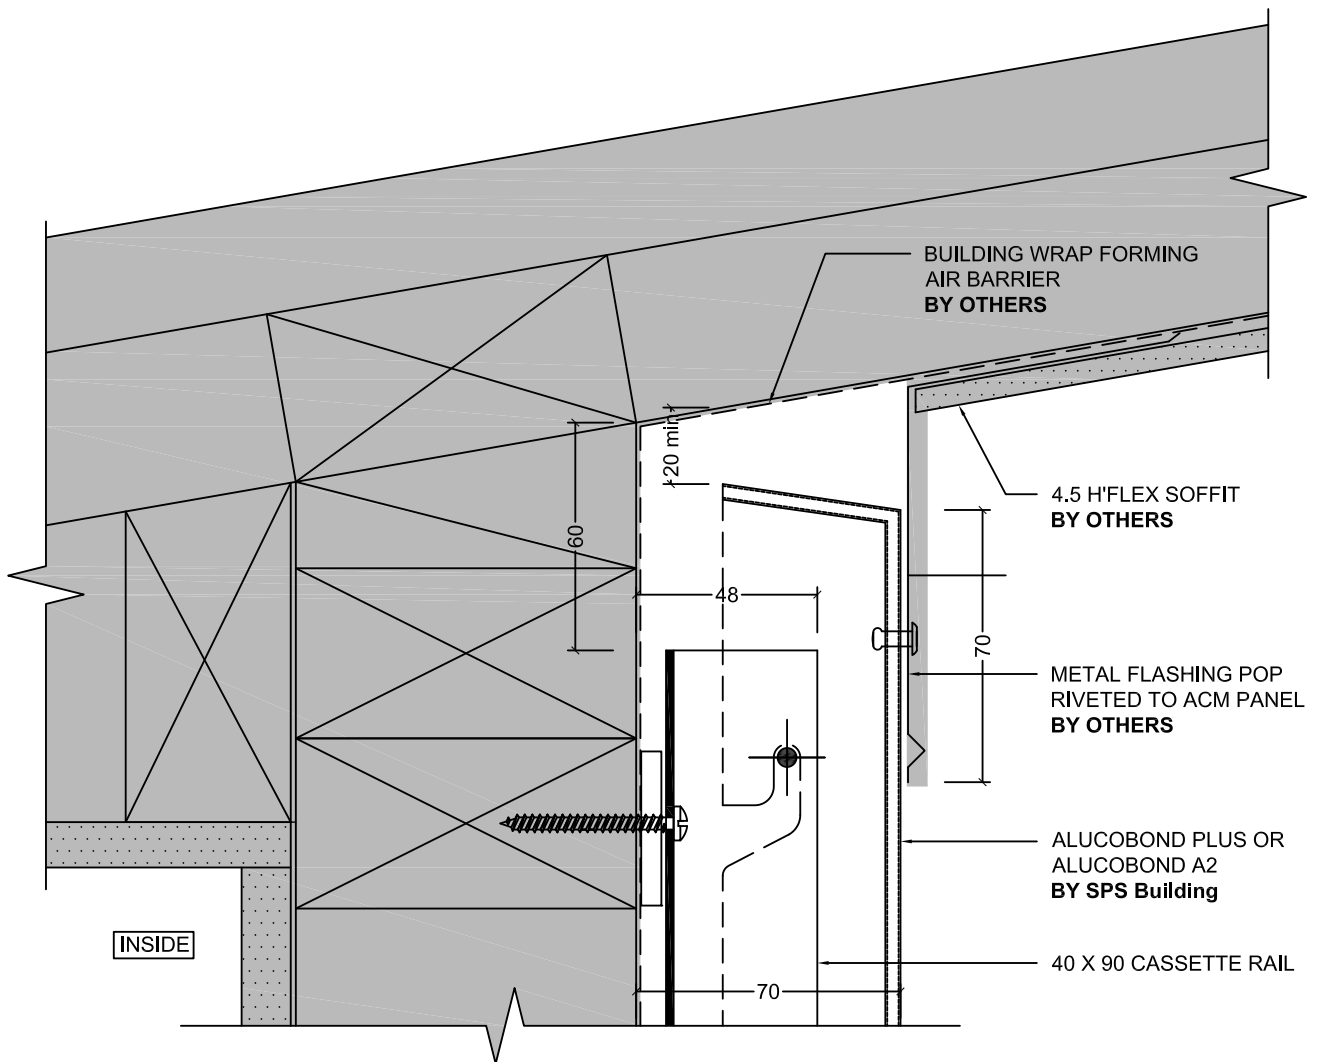 BUILDING WRAP FORMING
AIR BARRIER
BY OTHERS
20 min
4.5 H'FLEX SOFFIT
BY OTHERS
60
48
70
METAL FLASHING POP
RIVETED TO ACM PANEL
BY OTHERS
ALUCOBOND PLUS OR
ALUCOBOND A2
BY SPS Building
INSIDE
40 X 90 CASSETTE RAIL
70